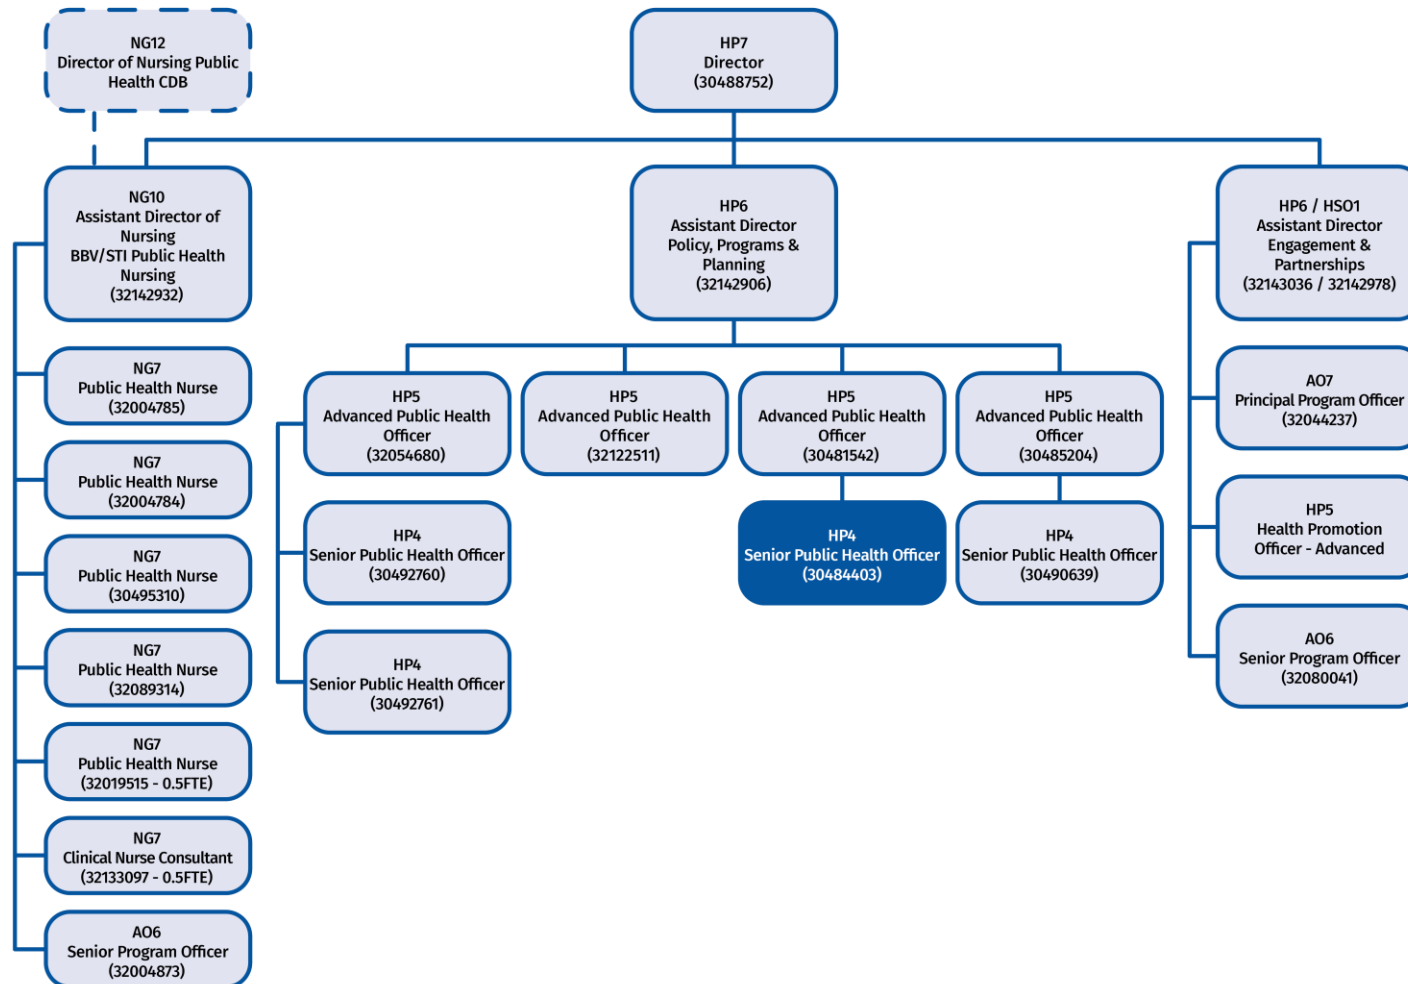 NG12
Director of Nursing Public
Health CDB
HP7
Director
(30488752)
NG10
Assistant Director of
Nursing
BBV/STI Public Health
Nursing
(32142932)
HP6
Assistant Director
Policy, Programs &
Planning
(32142906)
HP6 / HSO1
Assistant Director
Engagement &
Partnerships
(32143036 / 32142978)
NG7
Public Health Nurse
(32004785)
NG7
Public Health Nurse
(32004784)
NG7
Public Health Nurse
(30495310)
NG7
Public Health Nurse
(32089314)
NG7
Public Health Nurse
(32019515 - 0.5FTE)
NG7
Clinical Nurse Consultant
(32133097 - 0.5FTE)
AO6
Senior Program Officer
(32004873)
HP5
Advanced Public Health
Officer
(32054680)
HP4
Senior Public Health Officer
(30492760)
HP4
Senior Public Health Officer
(30492761)
HP5
Advanced Public Health
Officer
(32122511)
HP5
Advanced Public Health
Officer
(30481542)
HP4
Senior Public Health Officer
(30484403)
HP5
Advanced Public Health
Officer
(30485204)
HP4
Senior Public Health Officer
(30490639)
AO7
Principal Program Officer
(32044237)
HP5
Health Promotion
Officer - Advanced
AO6
Senior Program Officer
(32080041)